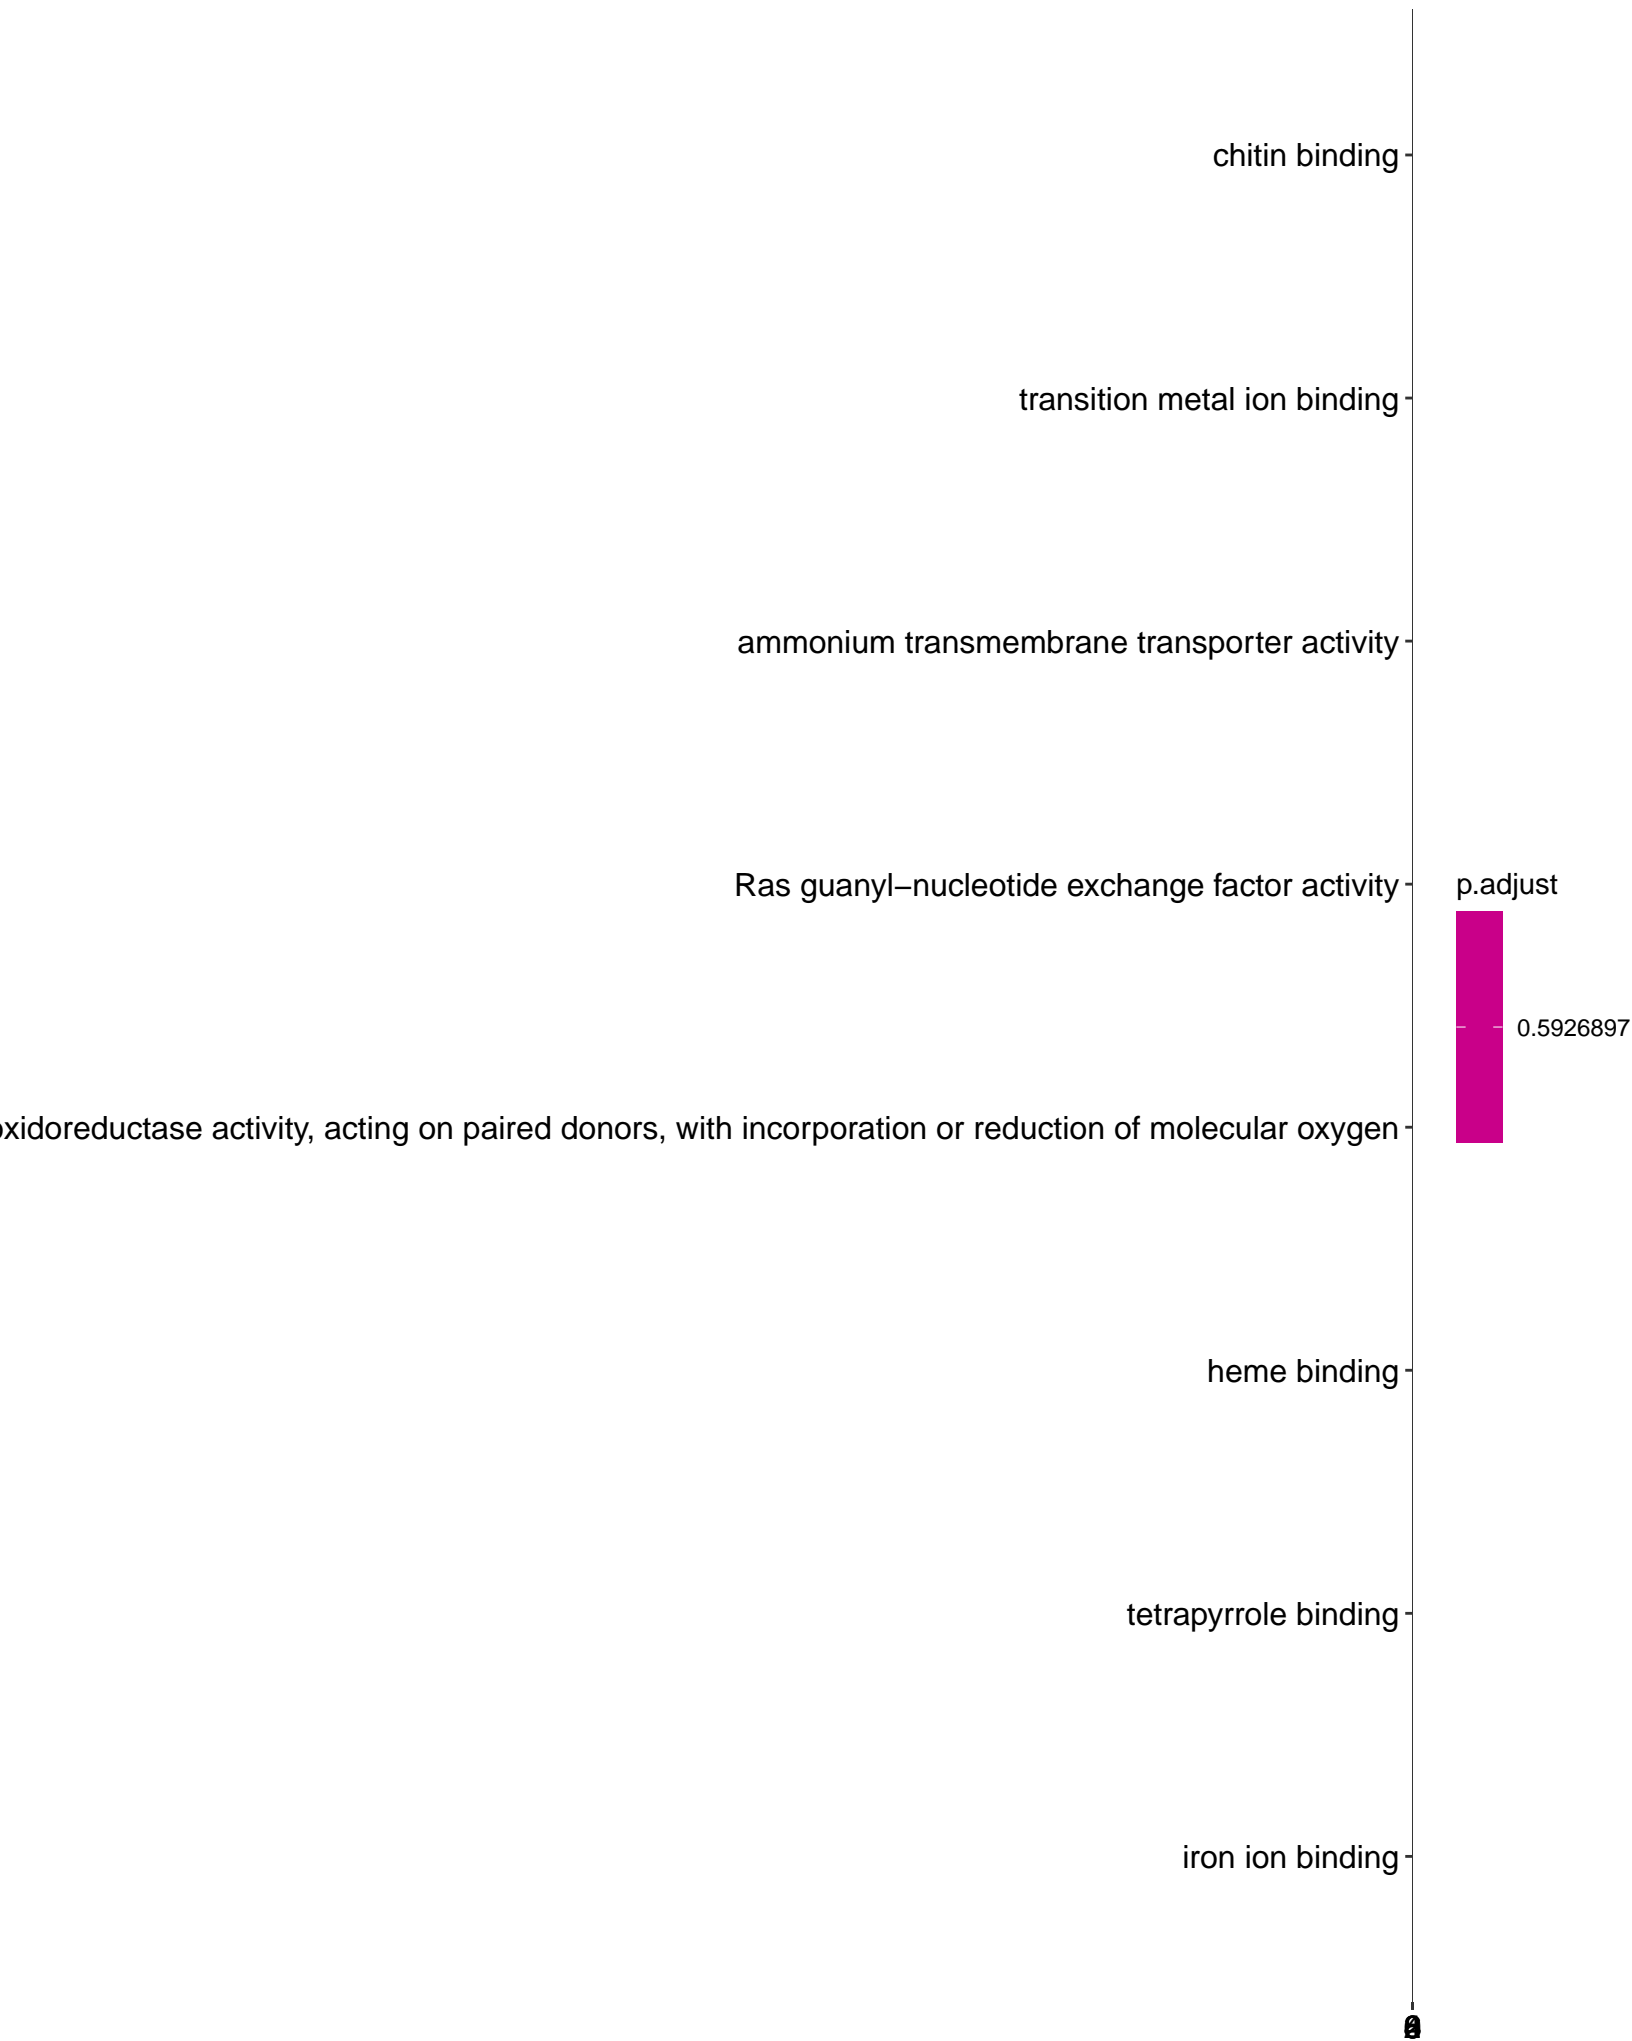 chitin binding
transition metal ion binding
ammonium transmembrane transporter activity
Ras guanyl−nucleotide exchange factor activity
p.adjust
0.5926897
xidoreductase activity, acting on paired donors, with incorporation or reduction of molecular oxygen
heme binding
tetrapyrrole binding
iron ion binding